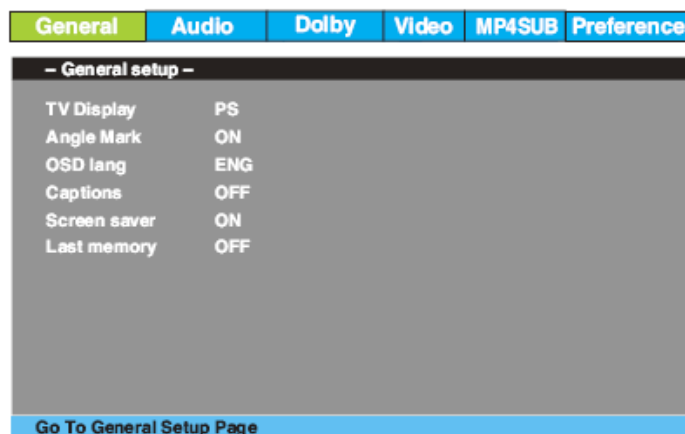 General Audio Dolby Video MP4SUB Preference
– General setup –
TV Display PS
Angle Mark ON
OSD lang ENG
Captions OFF
Screen saver ON
Last memory OFF
Go To General Setup Page